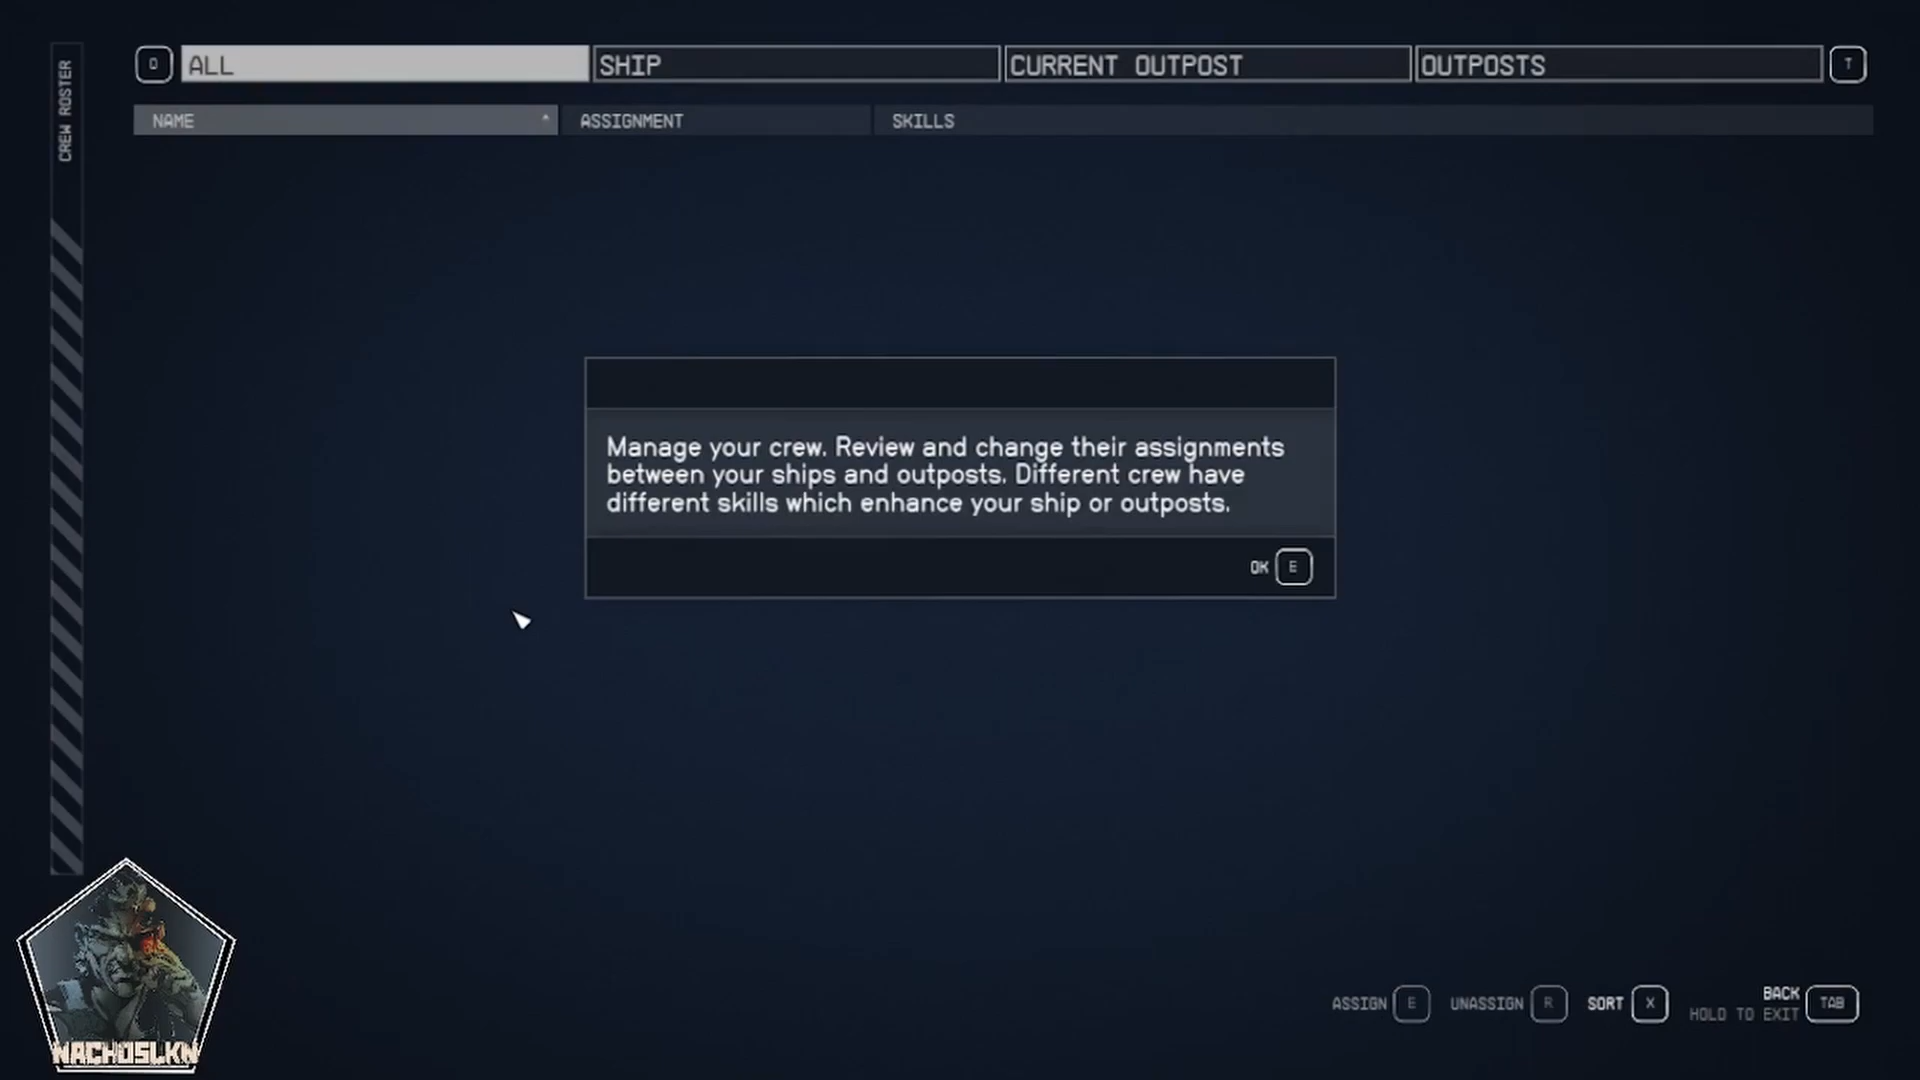 CREW ROSTER
Q
ALL
SHIP
CURRENT OUTPOST
OUTPOSTS
T
NAME
ASSIGNMENT
SKILLS
Manage your crew. Review and change their assignments
between your ships and outposts. Different crew have
different skills which enhance your ship or outposts.
OK E
ASSIGN E
UNASSIGN R
SORT X
BACK
HOLD TO EXIT
TAB
NACHOSLKN